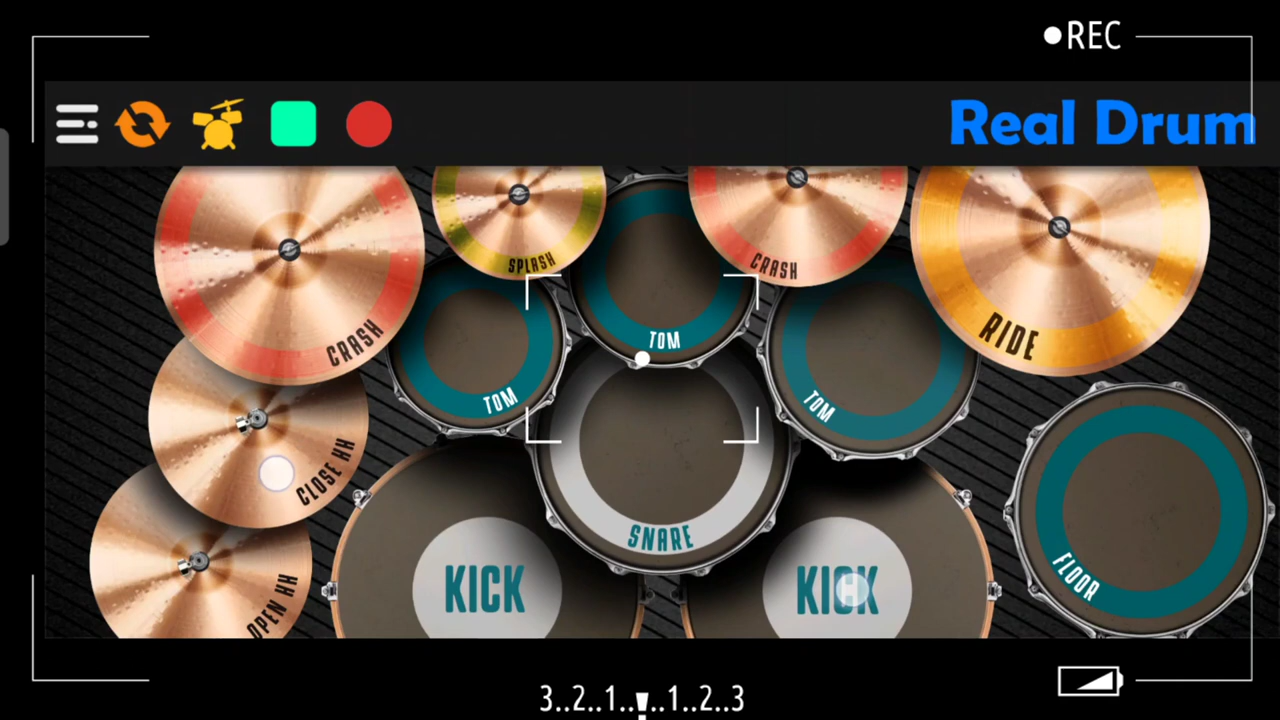 REC
Real Drum
SPLASH
CRASH
CRASH
RIDE
TOM
TOM
TOM
CLOSE HH
SNARE
FLOOR
KICK
KICK
OPEN HH
3..2..1..!..1..2..3